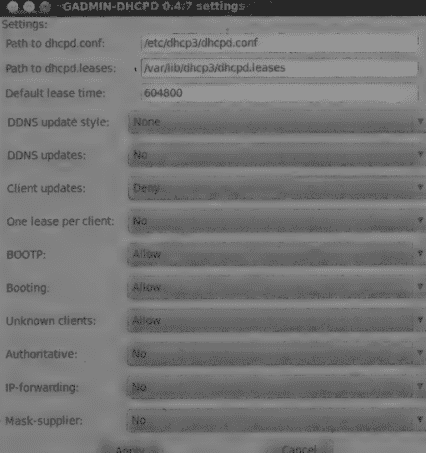 GADMIN-DHCPD 0.4.7 settings
Settings:
Path to dhcpd.conf: /etc/dhcp3/dhcpd.conf
Path to dhcpd.leases: /var/lib/dhcp3/dhcpd.leases
Default lease time: 604800
DDNS update style: None
DDNS updates: No
Client updates: Deny
One lease per client: No
BOOTP: Allow
Booting: Allow
Unknown clients: Allow
Authoritative: No
IP-forwarding: No
Mask-supplier: No
Apply Cancel